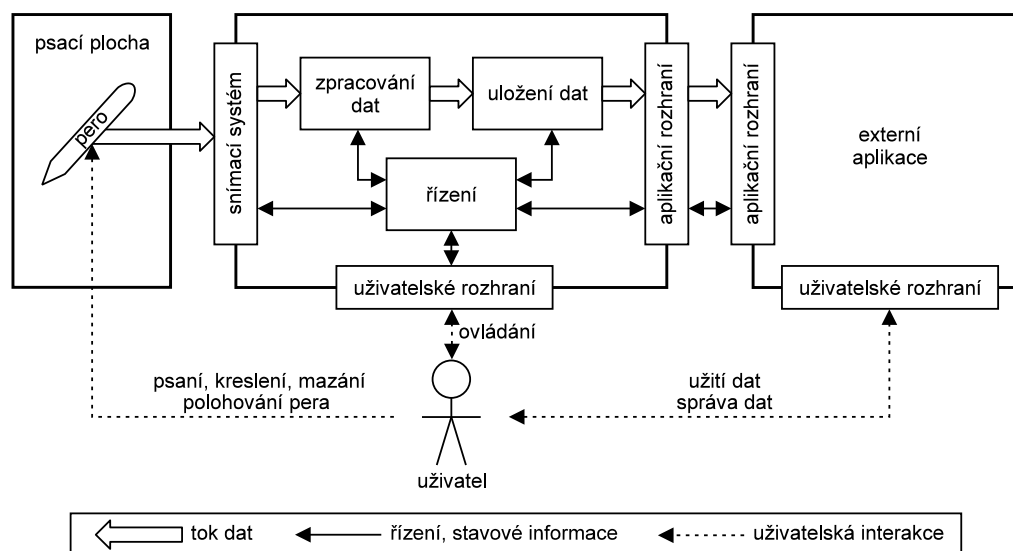 psací plocha
pero
snímací systém
zpracování
dat
uložení dat
řízení
aplikační rozhraní
aplikační rozhraní
externí
aplikace
uživatelské rozhraní
uživatelské rozhraní
ovládání
psaní, kreslení, mazání
polohování pera
užití dat
správa dat
uživatel
tok dat
řízení, stavové informace
uživatelská interakce